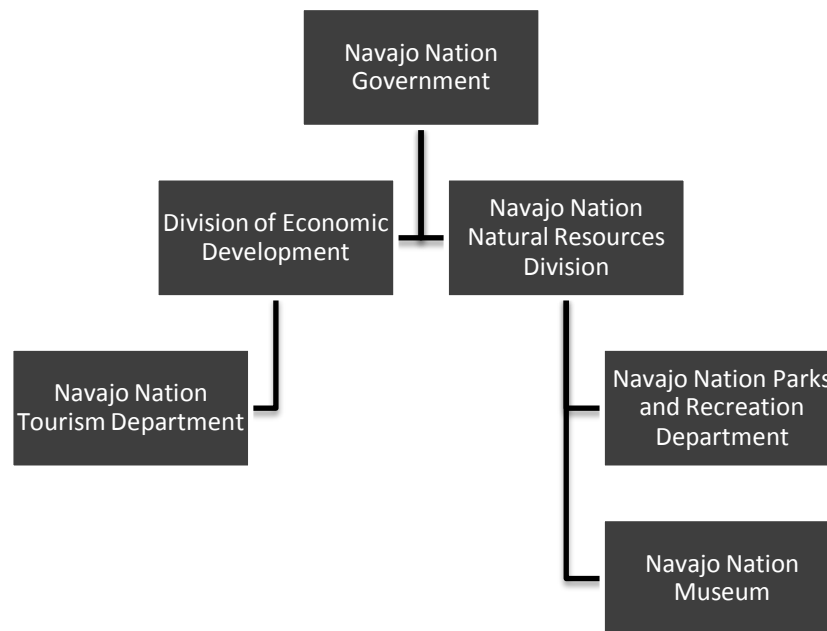 Navajo Nation
Government
Division of Economic
Development
Navajo Nation
Natural Resources
Division
Navajo Nation
Tourism Department
Navajo Nation Parks
and Recreation
Department
Navajo Nation
Museum